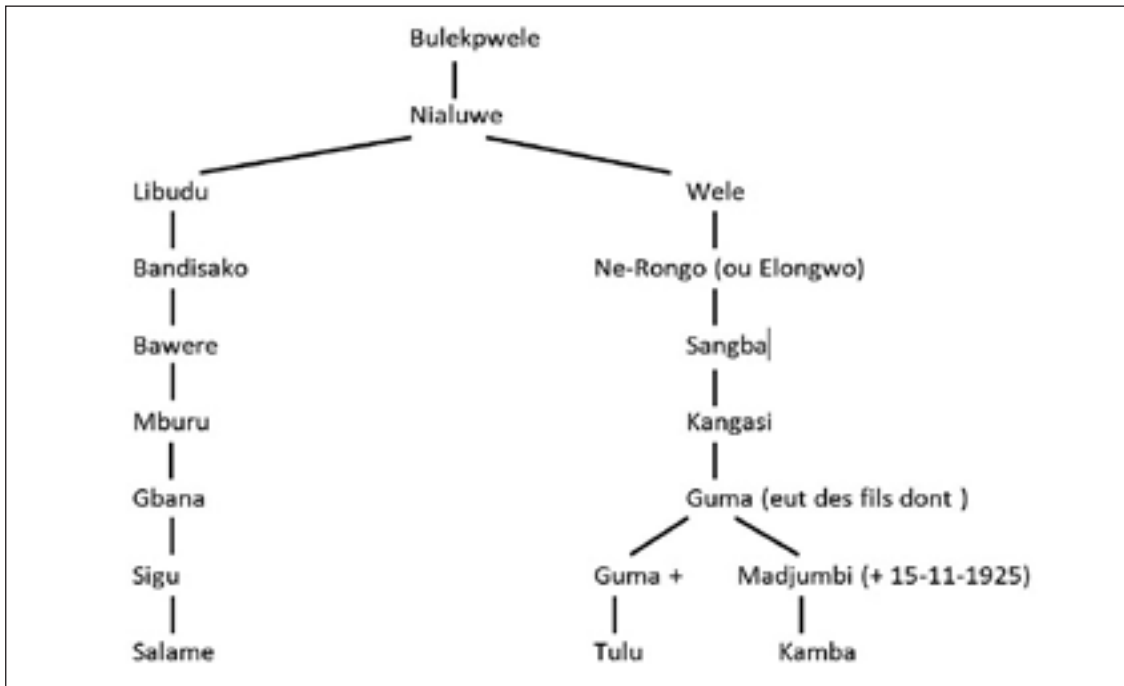 Bulekpwele
Nialuwe
Libudu Wele
Bandisako Ne-Rongo (ou Elongwo)
Bawere Sangba
Mburu Kangasi
Gbana Guma (eut des fils dont )
Sigu Guma + Madjumbi (+ 15-11-1925)
Salame Tulu Kamba